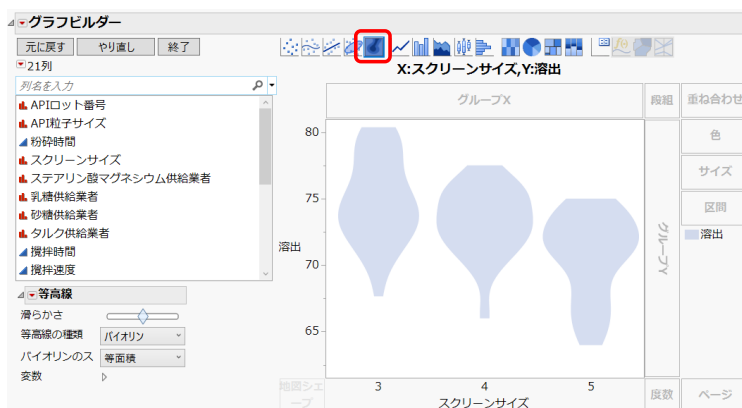 グラフビルダー
元に戻す やり直し 終了
21列
列名を入力
APIロット番号
API粒子サイズ
粉砕時間
スクリーンサイズ
ステアリン酸マグネシウム供給業者
乳糖供給業者
砂糖供給業者
タルク供給業者
撹拌時間
撹拌速度
等高線
滑らかさ
等高線の種類 バイオリン
バイオリンのス 等面積
変数
X:スクリーンサイズ,Y:溶出
グループX
段組
重ね合わせ
色
サイズ
区間
溶出
グループY
80
75
溶出
70
65
地図シェ
ープ
3 4 5
スクリーンサイズ
度数
ページ